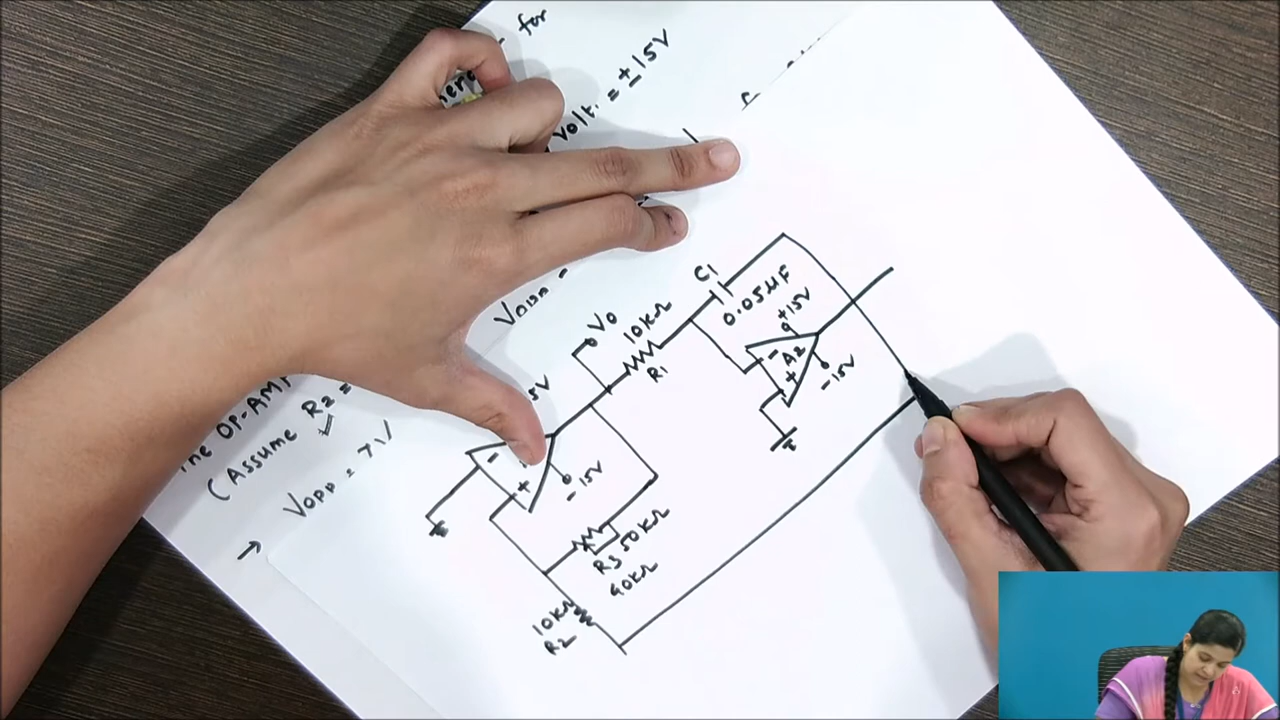 for
Volt. = ±15V
the OP-AMP
(Assume R2 =
→ VOPP = 7V
Vo
10kΩ
R1
C1
0.05μF
+15V
-
A2
+
-15V
5V
-
+
-15V
R3 50kΩ
40kΩ
10kΩ
R2